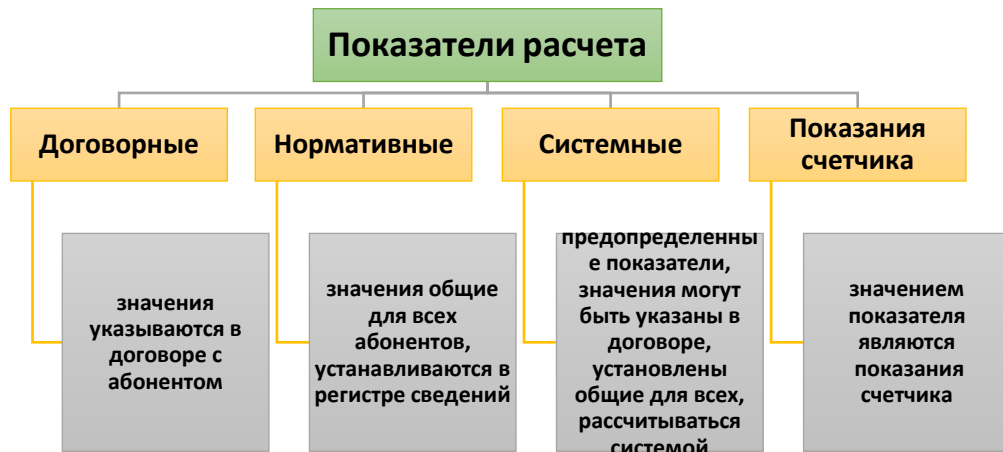 Показатели расчета
Договорные
Нормативные
Системные
Показания
счетчика
значения
указываются в
договоре с
абонентом
значения общие
для всех
абонентов,
устанавливаются в
регистре сведений
предопределенны
е показатели,
значения могут
быть указаны в
договоре,
установлены
общие для всех,
рассчитываться
системой
значением
показателя
являются
показания
счетчика